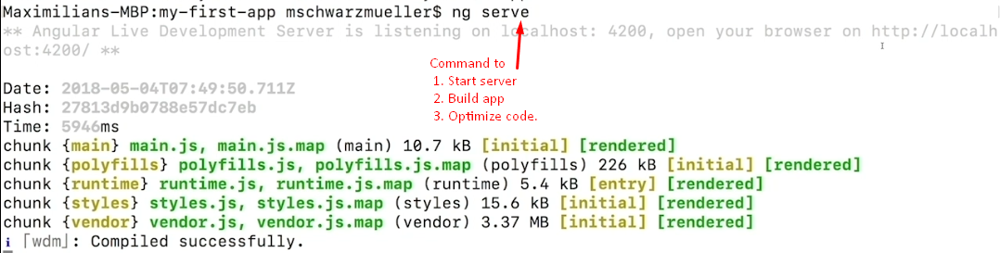 Maximilians-MBP:my-first-app mschwarzmueller$ ng serve
** Angular Live Development Server is listening on localhost: 4200, open your browser on http://localh
ost:4200/ **
Command to
1. Start server
2. Build app
3. Optimize code.
Date: 2018-05-04T07:49:50.711Z
Hash: 27813d9b0788e57dc7eb
Time: 5946ms
chunk {main} main.js, main.js.map (main) 10.7 kB [initial] [rendered]
chunk {polyfills} polyfills.js, polyfills.js.map (polyfills) 226 kB [initial] [rendered]
chunk {runtime} runtime.js, runtime.js.map (runtime) 5.4 kB [entry] [rendered]
chunk {styles} styles.js, styles.js.map (styles) 15.6 kB [initial] [rendered]
chunk {vendor} vendor.js, vendor.js.map (vendor) 3.37 MB [initial] [rendered]
ℹ ｢wdm｣: Compiled successfully.